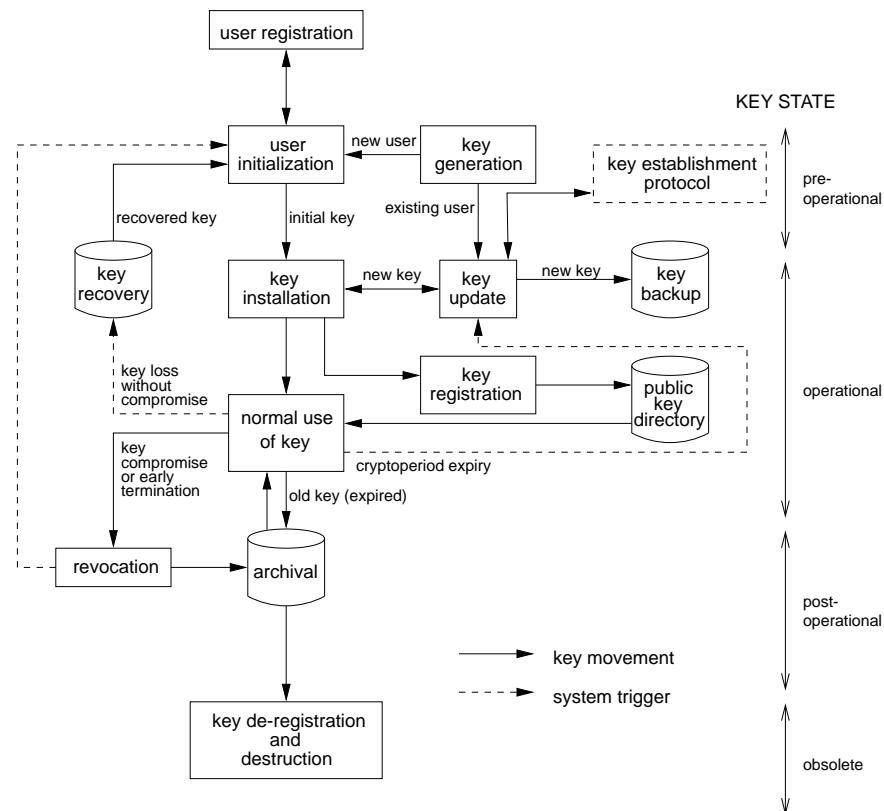 user registration
KEY STATE
user
initialization
new user
key
generation
key establishment
protocol
pre-
operational
existing user
recovered key
initial key
key
recovery
key
installation
new key
key
update
new key
key
backup
key loss
without
compromise
key
registration
public
key
directory
operational
normal use
of key
key
compromise
or early
termination
cryptoperiod expiry
old key (expired)
revocation
archival
post-
operational
key movement
system trigger
key de-registration
and
destruction
obsolete